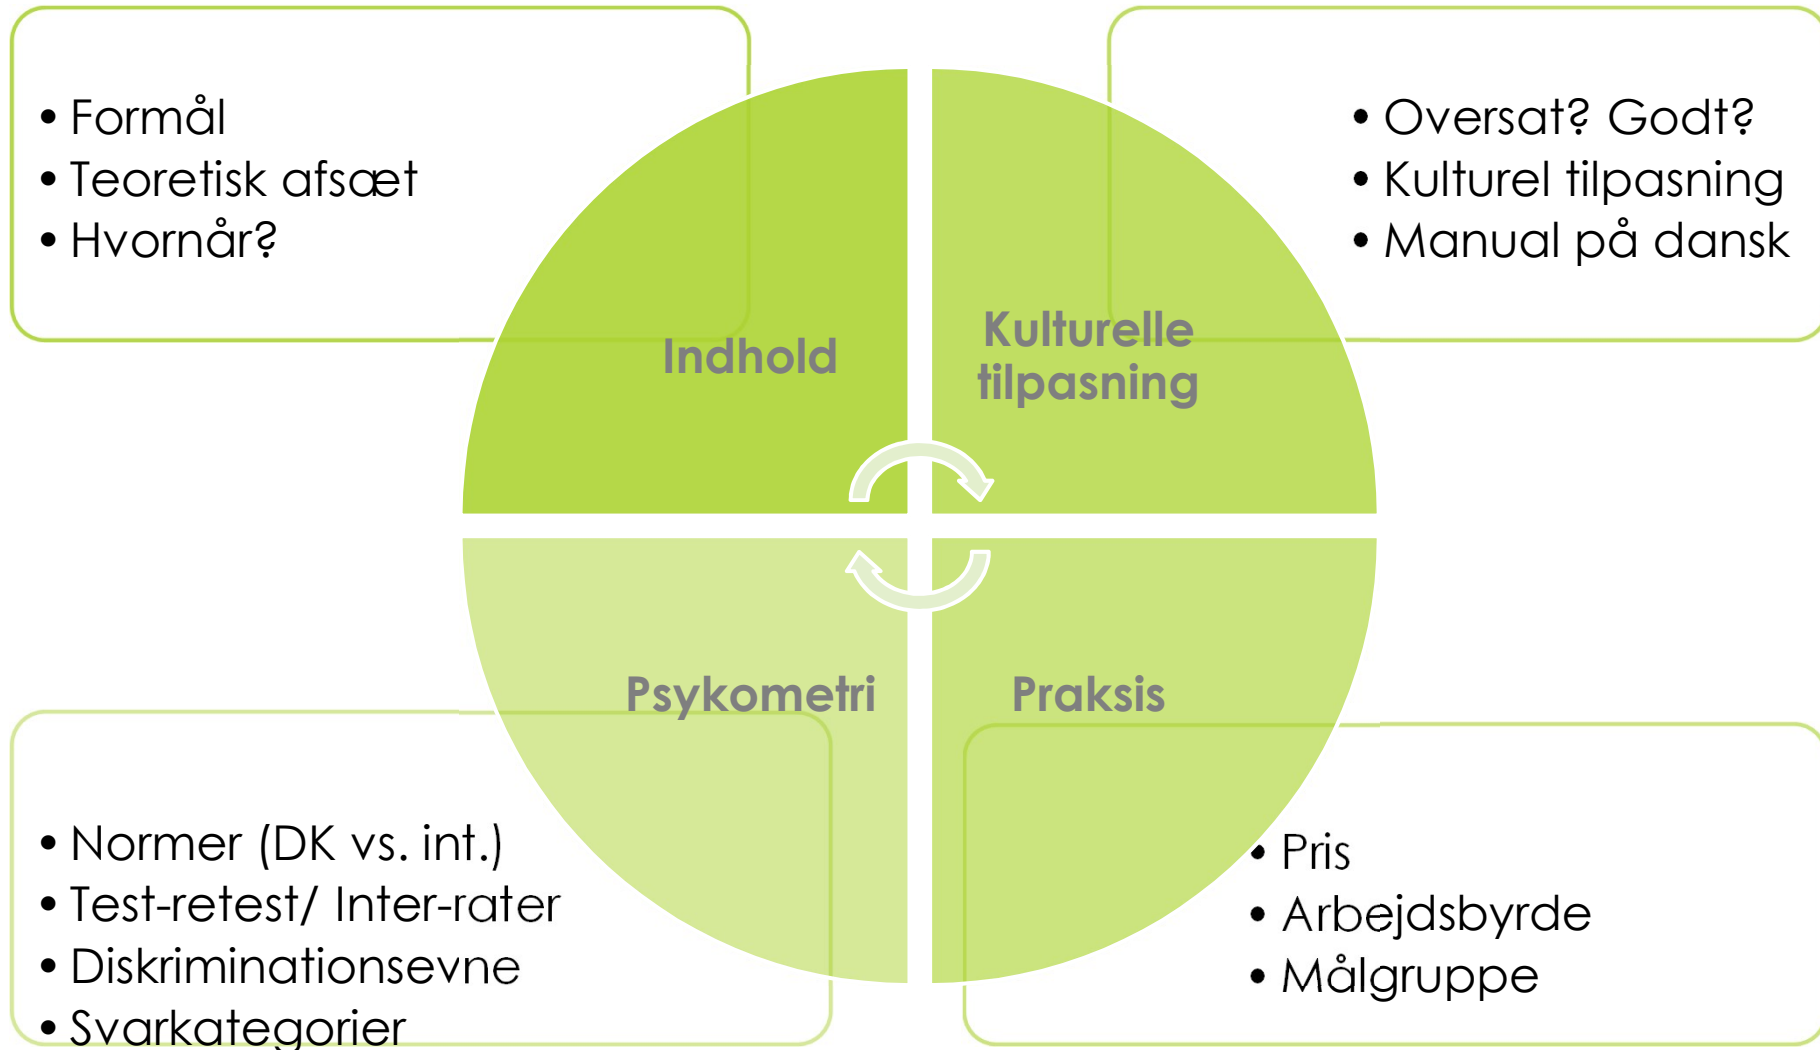 • Formål
• Teoretisk afsæt
• Hvornår?
• Oversat? Godt?
• Kulturel tilpasning
• Manual på dansk
Indhold
Kulturelle
tilpasning
Psykometri
Praksis
• Normer (DK vs. int.)
• Test-retest/ Inter-rater
• Diskriminationsevne
• Svarkategorier
• Pris
• Arbejdsbyrde
• Målgruppe